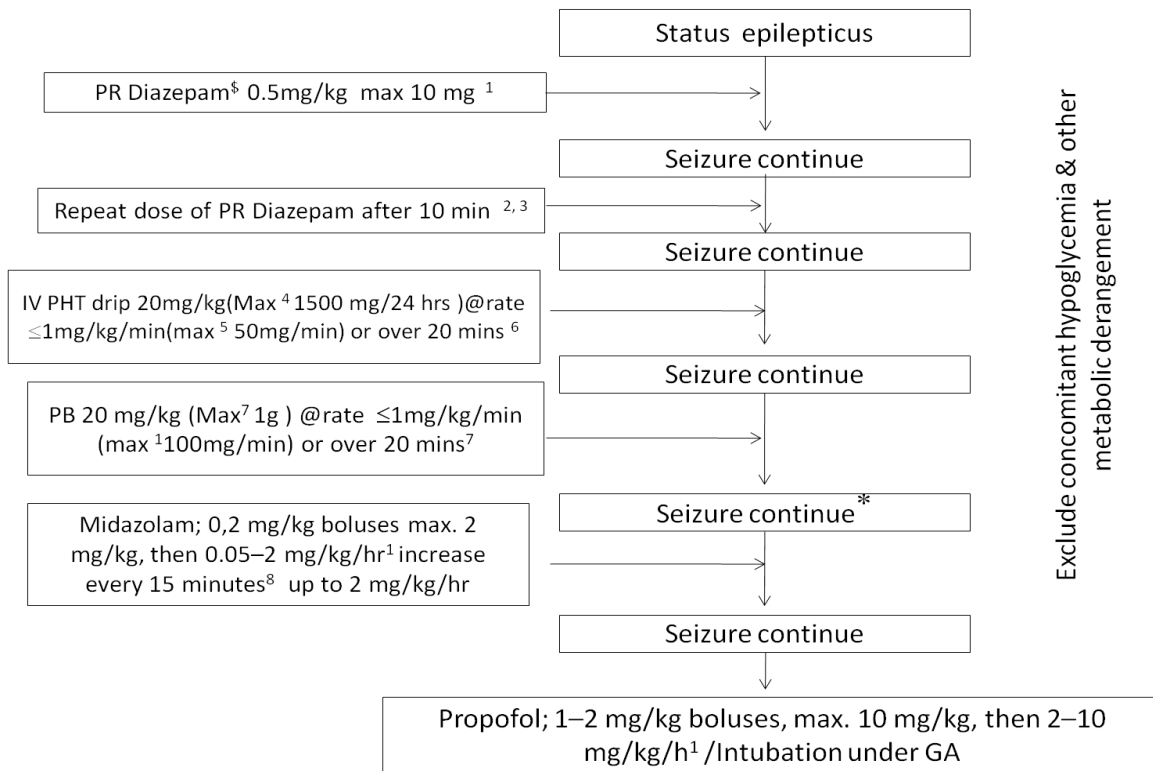 Status epilepticus
PR Diazepam$ 0.5mg/kg max 10 mg 1
Seizure continue
Repeat dose of PR Diazepam after 10 min 2, 3
Seizure continue
IV PHT drip 20mg/kg(Max 4 1500 mg/24 hrs )@rate
≤1mg/kg/min(max 5 50mg/min) or over 20 mins 6
Seizure continue
PB 20 mg/kg (Max7 1g ) @rate ≤1mg/kg/min
(max 1100mg/min) or over 20 mins7
Seizure continue*
Midazolam; 0,2 mg/kg boluses max. 2
mg/kg, then 0.05–2 mg/kg/hr1 increase
every 15 minutes8 up to 2 mg/kg/hr
Seizure continue
Propofol; 1–2 mg/kg boluses, max. 10 mg/kg, then 2–10
mg/kg/h1 /Intubation under GA
Exclude concomitant hypoglycemia & other
metabolic derangement